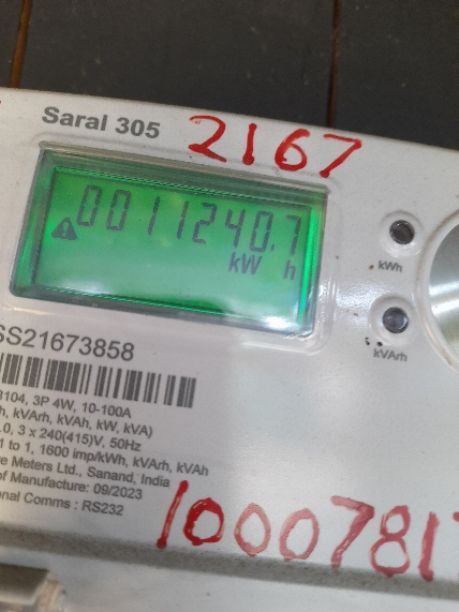 Saral 305
2167
0011240.7
kW h
kWh
kVArh
SS21673858
3104, 3P 4W, 10-100A
kVArh, kVAh, kW, kVA)
.0, 3 x 240(415)V, 50Hz
1 to 1, 1600 imp/kWh, kVArh, kVAh
Meters Ltd., Sanand, India
of Manufacture: 09/2023
Comms : RS232
10007817